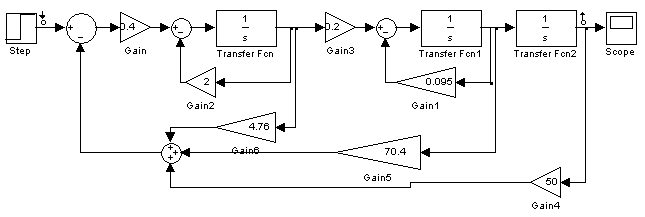 Step
0.4
Gain
1
s
Transfer Fcn
0.2
Gain3
1
s
Transfer Fcn1
1
s
Transfer Fcn2
Scope
2
Gain2
0.095
Gain1
4.76
Gain6
70.4
Gain5
50
Gain4